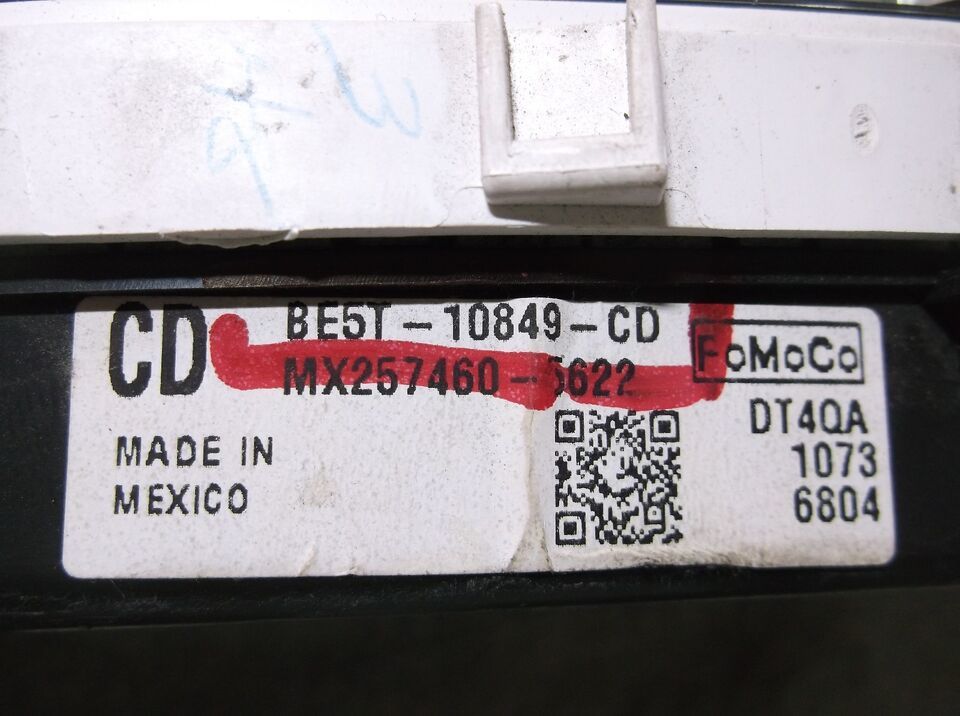 CD
BE5T-10849-CD
MX257460-5622
FoMoCo
DT4QA
1073
6804
MADE IN
MEXICO